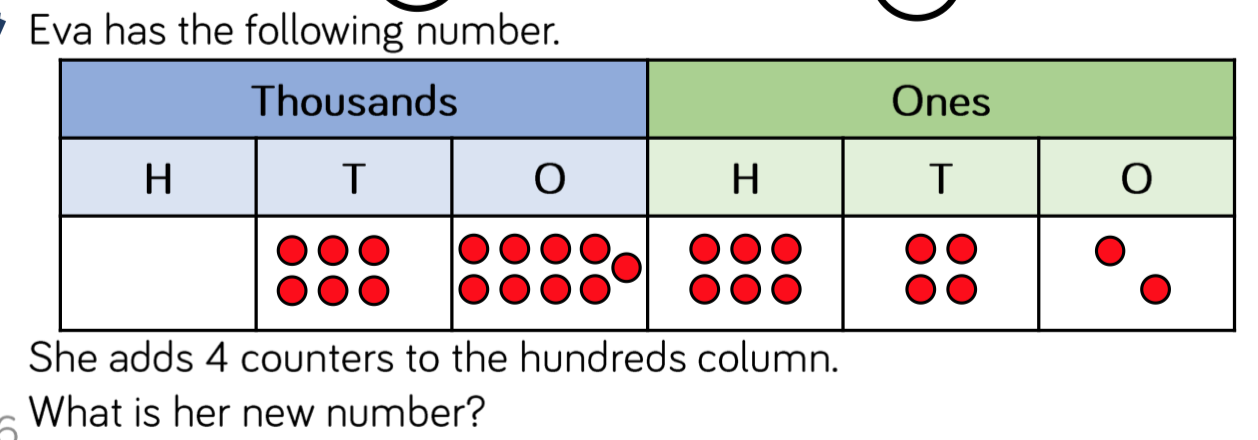 Eva has the following number.
Thousands Ones
H T O H T O
She adds 4 counters to the hundreds column.
What is her new number?